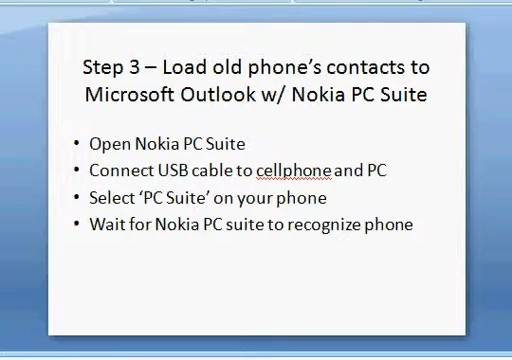 Step 3 – Load old phone's contacts to
Microsoft Outlook w/ Nokia PC Suite
• Open Nokia PC Suite
• Connect USB cable to cellphone and PC
• Select ‘PC Suite’ on your phone
• Wait for Nokia PC suite to recognize phone